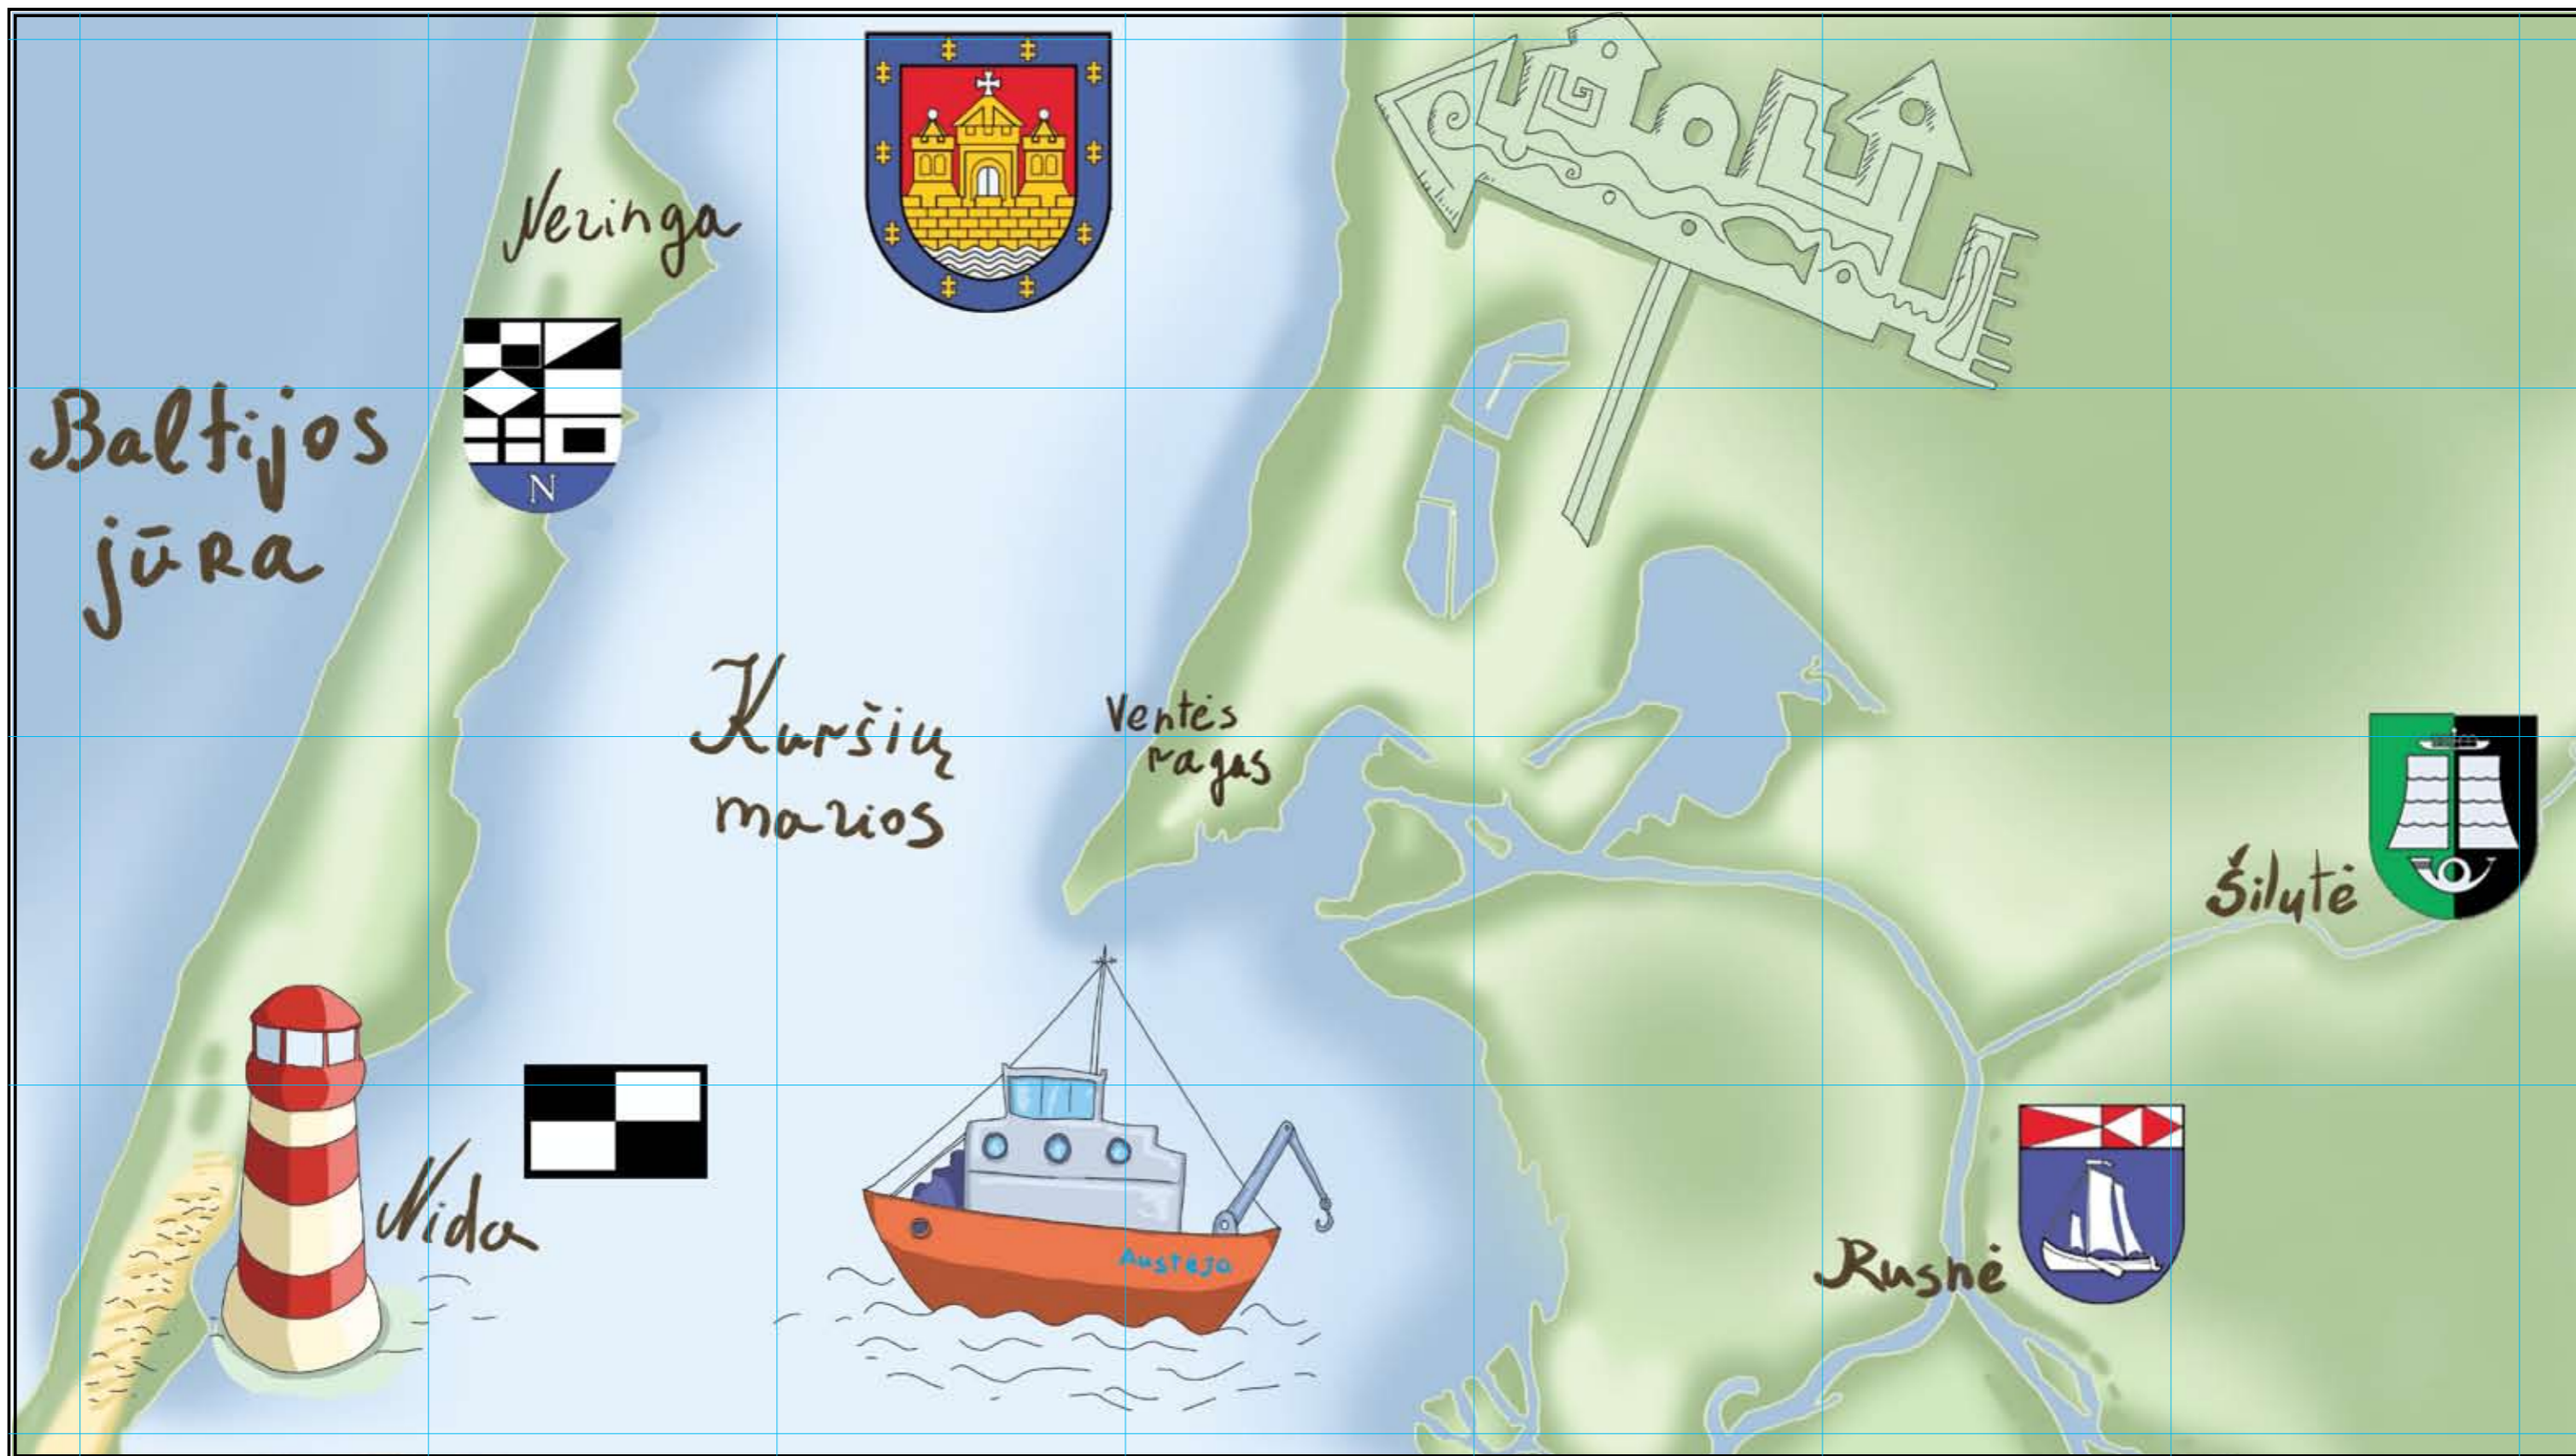 Neringa
Baltijos
jūRa
N
Kuršių
marios
Ventės
ragas
Šilutė
Nida
Austėja
Rusnė